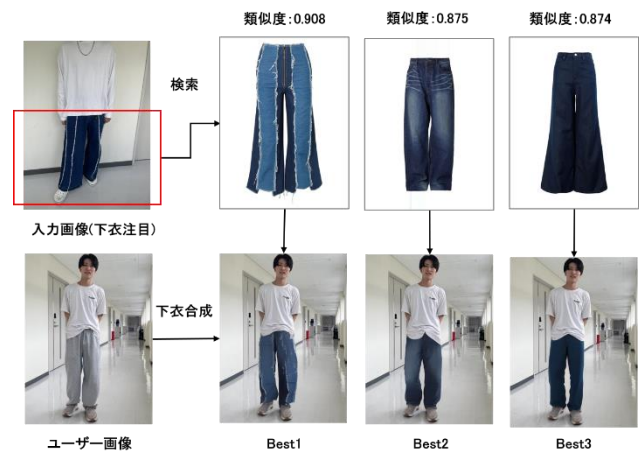 類似度:0.908
類似度:0.875
類似度:0.874
検索
入力画像(下衣注目)
下衣合成
ユーザー画像
Best1
Best2
Best3